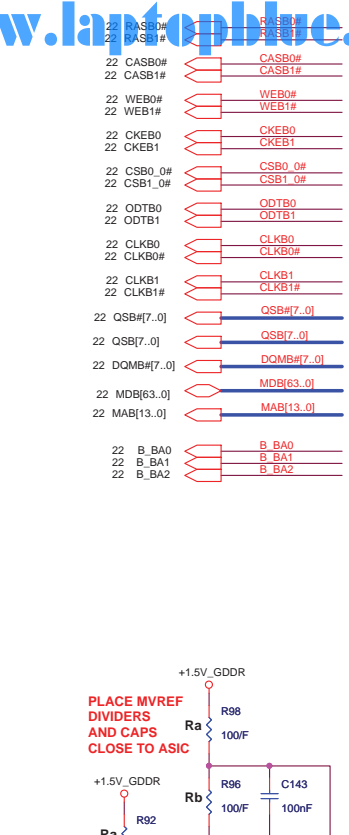 www.laptopblue.
22 RASB0# RASB0#
22 RASB1# RASB1#
22 CASB0# CASB0#
22 CASB1# CASB1#
22 WEB0# WEB0#
22 WEB1# WEB1#
22 CKEB0 CKEB0
22 CKEB1 CKEB1
22 CSB0_0# CSB0_0#
22 CSB1_0# CSB1_0#
22 ODTB0 ODTB0
22 ODTB1 ODTB1
22 CLKB0 CLKB0
22 CLKB0# CLKB0#
22 CLKB1 CLKB1
22 CLKB1# CLKB1#
22 QSB#[7..0] QSB#[7..0]
22 QSB[7..0] QSB[7..0]
22 DQMB#[7..0] DQMB#[7..0]
22 MDB[63..0] MDB[63..0]
22 MAB[13..0] MAB[13..0]
22 B_BA0 B_BA0
22 B_BA1 B_BA1
22 B_BA2 B_BA2
+1.5V_GDDR
PLACE MVREF
DIVIDERS
AND CAPS
CLOSE TO ASIC
Ra
R98
100/F
+1.5V_GDDR
Rb
R96
100/F
C143
100nF
R92
Ra